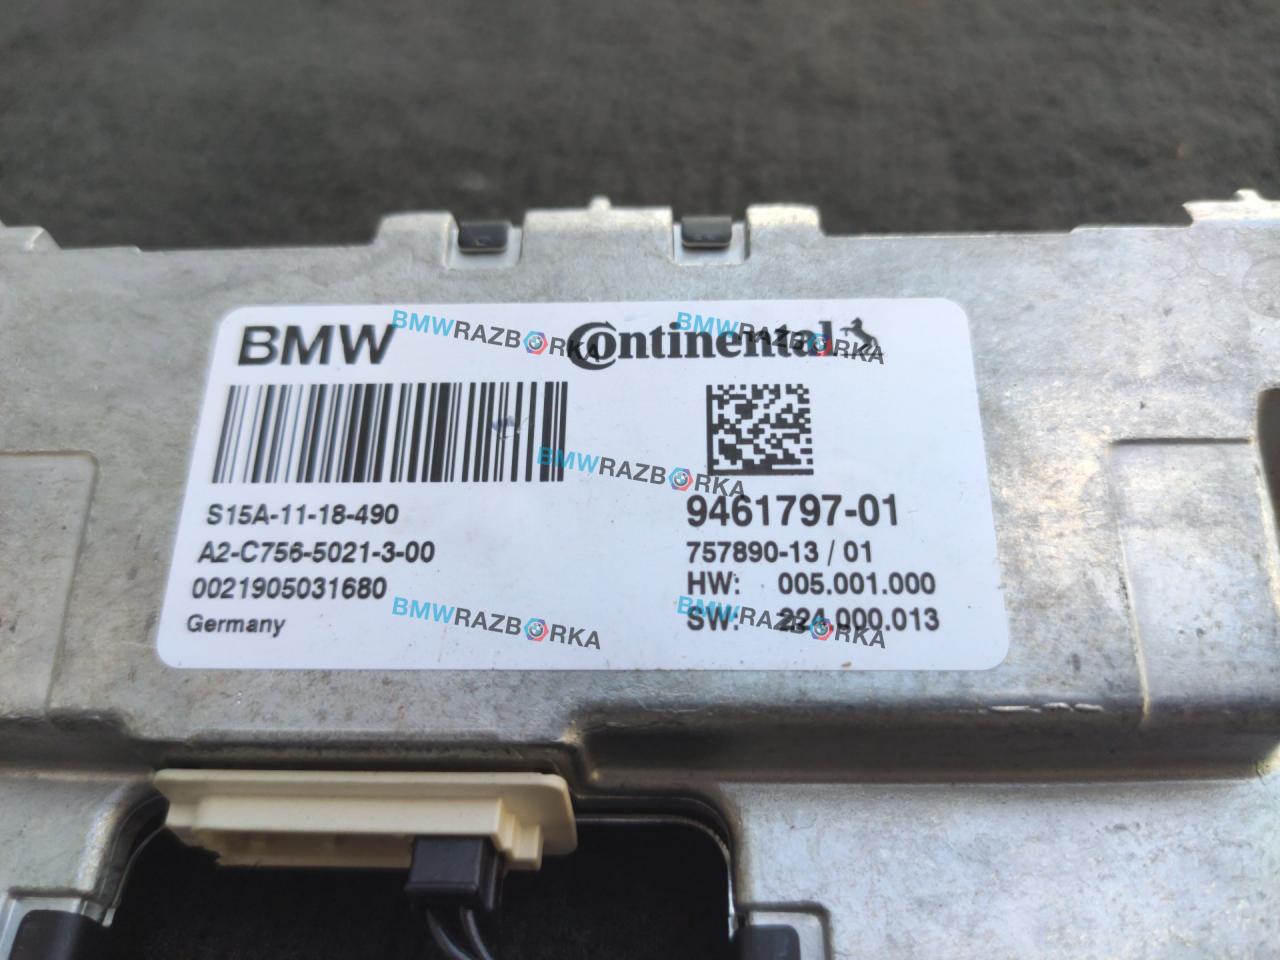 BMW
Continental
S15A-11-18-490
A2-C756-5021-3-00
0021905031680
Germany
9461797-01
757890-13 / 01
HW: 005.001.000
SW: 224.000.013
BMWRAZBORKA
BMWRAZBORKA
BMWRAZBORKA
BMWRAZBORKA
BMWRAZBORKA